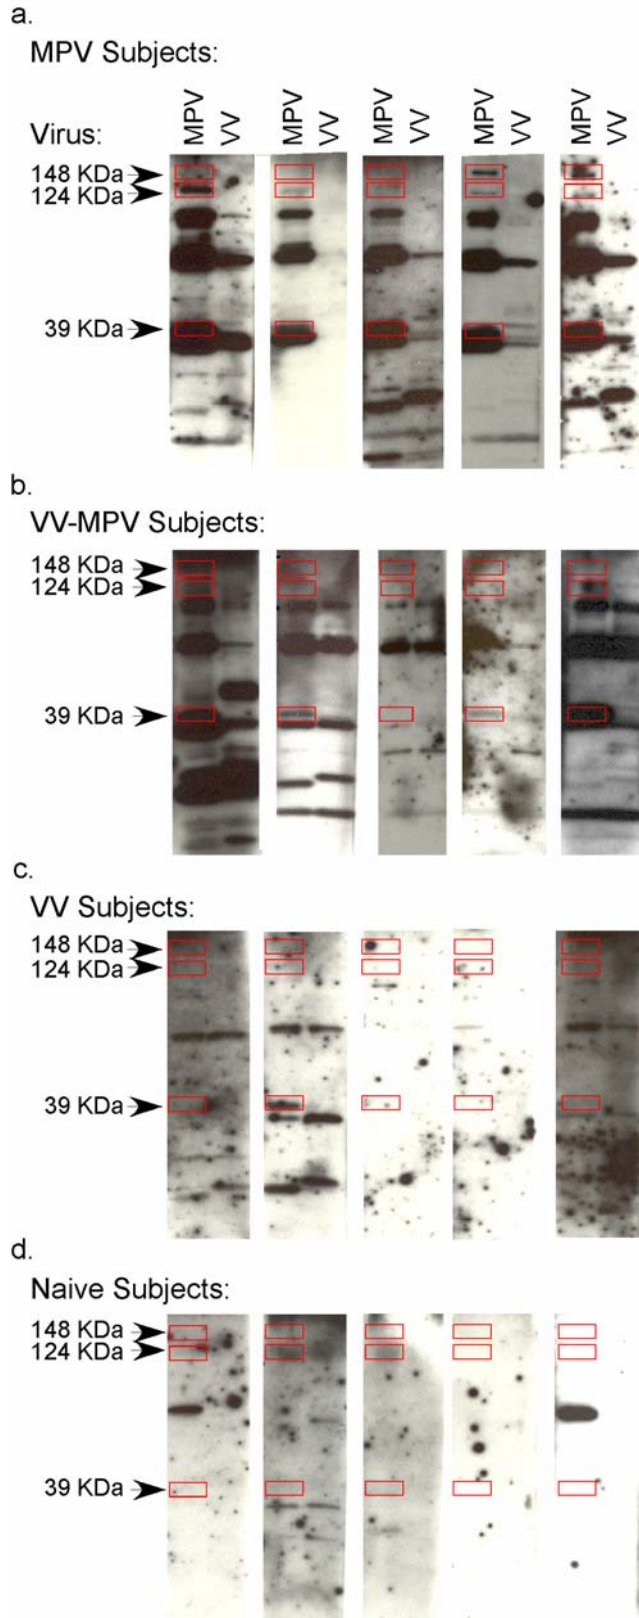 a.
MPV Subjects:
Virus: MPV VV MPV VV MPV VV MPV VV MPV VV
148 KDa
124 KDa
39 KDa
b.
VV-MPV Subjects:
148 KDa
124 KDa
39 KDa
c.
VV Subjects:
148 KDa
124 KDa
39 KDa
d.
Naive Subjects:
148 KDa
124 KDa
39 KDa